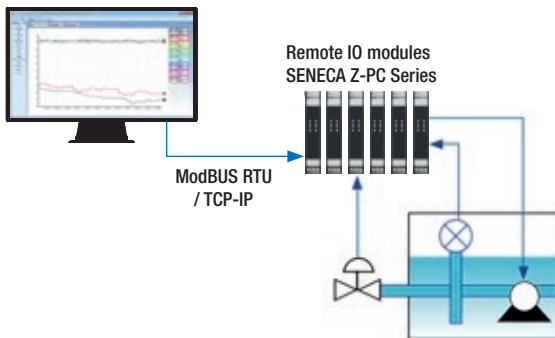 Remote IO modules
SENECA Z-PC Series
ModBUS RTU
/ TCP-IP